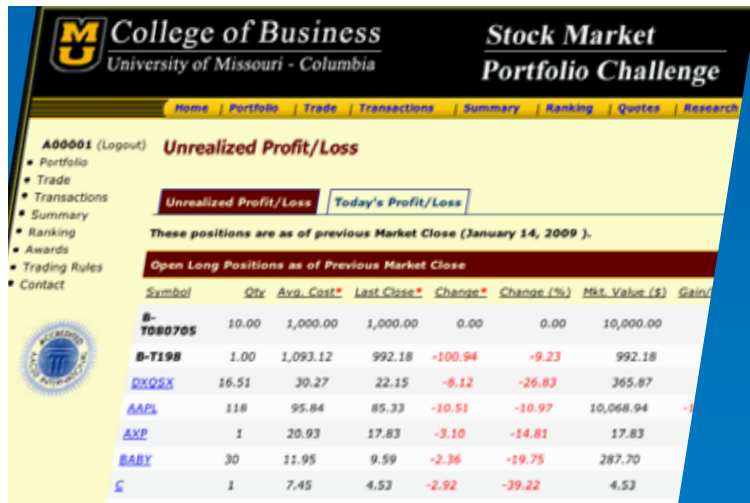 College of Business
University of Missouri - Columbia
Stock Market
Portfolio Challenge
Home | Portfolio | Trade | Transactions | Summary | Ranking | Quotes | Research
A00001 (Logout)
• Portfolio
• Trade
• Transactions
• Summary
• Ranking
• Awards
• Trading Rules
• Contact
Unrealized Profit/Loss
Unrealized Profit/Loss Today's Profit/Loss
These positions are as of previous Market Close (January 14, 2009 ).
Open Long Positions as of Previous Market Close
Symbol Qty Avg. Cost* Last Close* Change* Change (%) Mkt. Value ($) Gain/
B-
T080705 10.00 1,000.00 1,000.00 0.00 0.00 10,000.00
B-T198 1.00 1,093.12 992.18 -100.94 -9.23 992.18
DXQSX 16.51 30.27 22.15 -8.12 -26.83 365.87
AAPL 118 95.84 85.33 -10.51 -10.97 10,068.94 -1
AXP 1 20.93 17.83 -3.10 -14.81 17.83
BABY 30 11.95 9.59 -2.36 -19.75 287.70
C 1 7.45 4.53 -2.92 -39.22 4.53
ACCREDITED